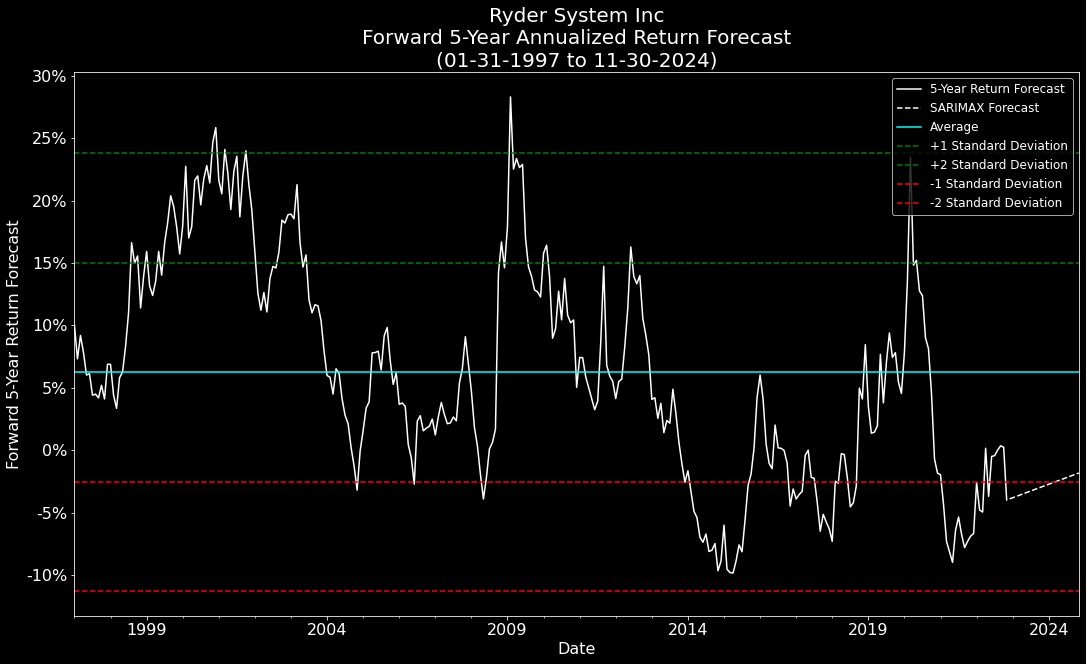 Ryder System Inc
Forward 5-Year Annualized Return Forecast
(01-31-1997 to 11-30-2024)
30%
25%
20%
15%
10%
5%
0%
-5%
-10%
Forward 5-Year Return Forecast
5-Year Return Forecast
SARIMAX Forecast
Average
+1 Standard Deviation
+2 Standard Deviation
-1 Standard Deviation
-2 Standard Deviation
1999
2004
2009
2014
2019
2024
Date